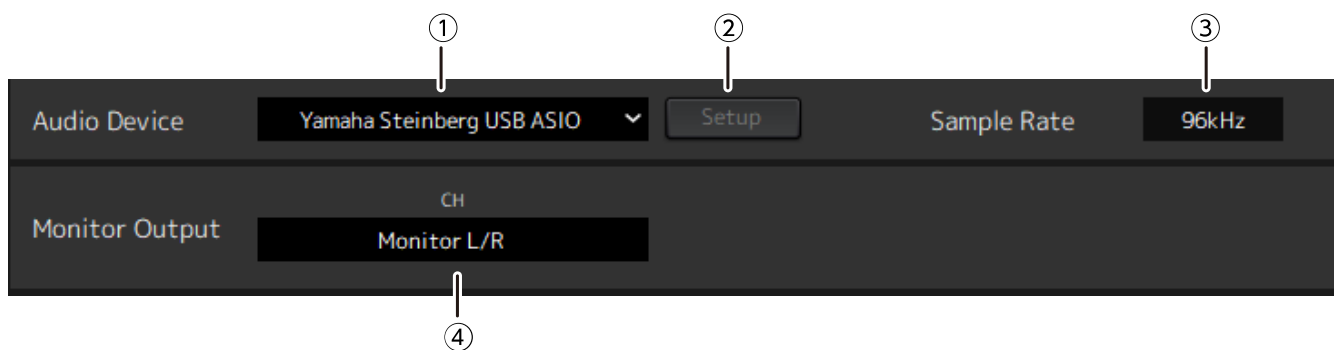 ① ② ③
Audio Device Yamaha Steinberg USB ASIO Setup Sample Rate 96kHz
CH
Monitor Output Monitor L/R
④